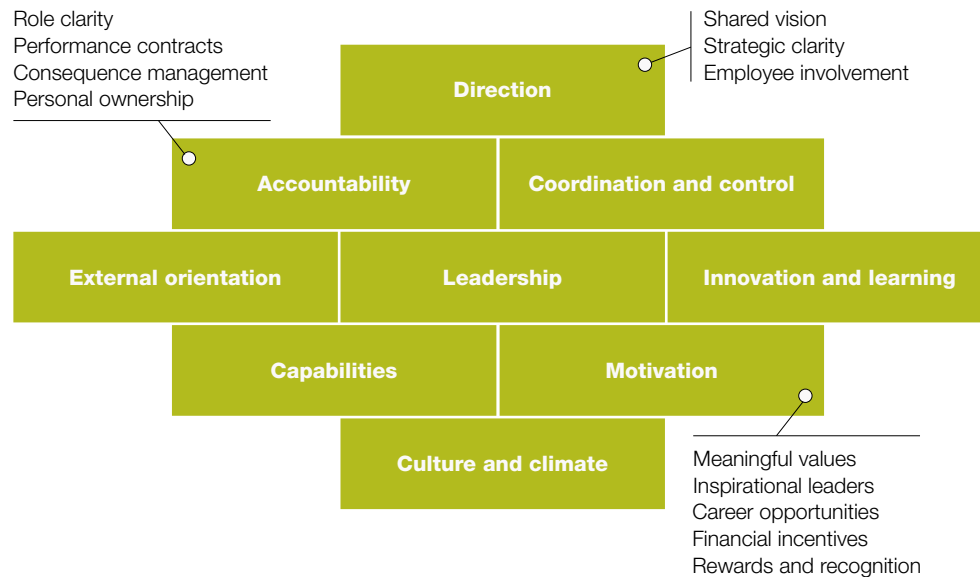 Role clarity
Performance contracts
Consequence management
Personal ownership
Shared vision
Strategic clarity
Employee involvement
Direction
Accountability
Coordination and control
External orientation
Leadership
Innovation and learning
Capabilities
Motivation
Culture and climate
Meaningful values
Inspirational leaders
Career opportunities
Financial incentives
Rewards and recognition